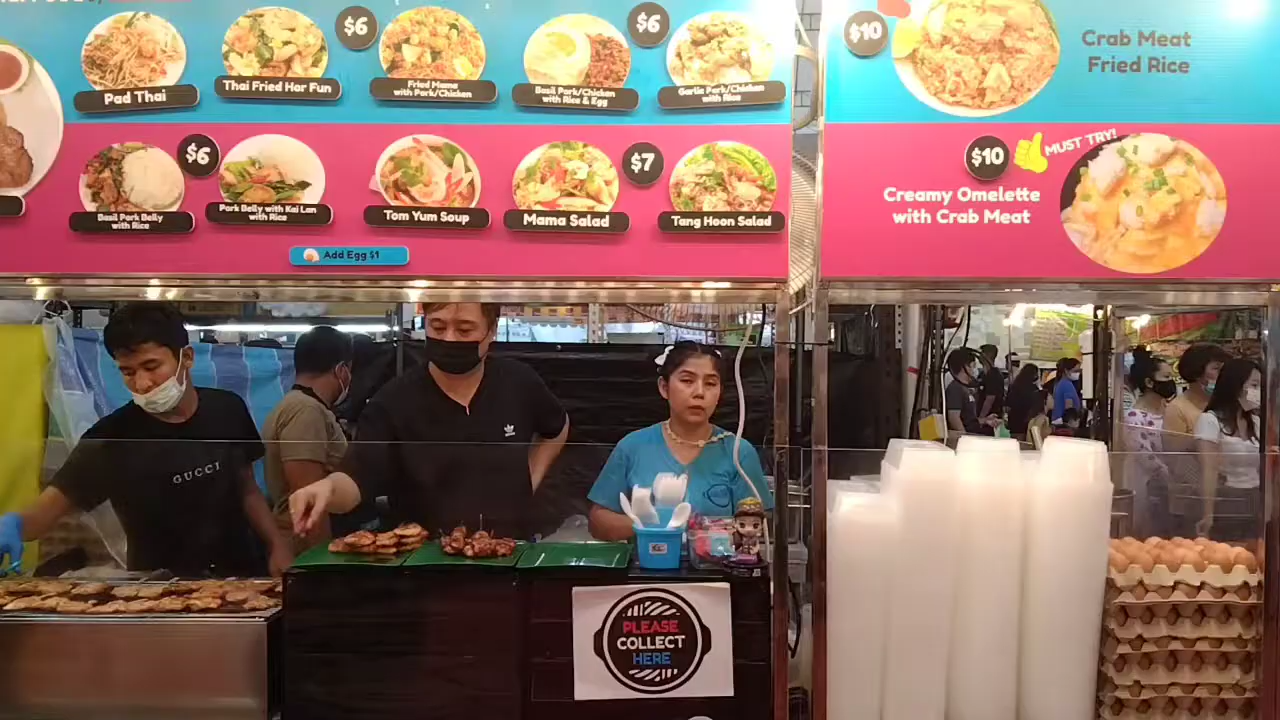 $6
$6
Pad Thai
Thai Fried Hor Fun
Fried Mama
with Pork/Chicken
Basil Pork/Chicken
with Rice & Egg
Garlic Pork/Chicken
with Rice
$6
$7
Basil Pork Belly
with Rice
Pork Belly with Kai Lan
with Rice
Tom Yum Soup
Mama Salad
Tang Hoon Salad
Add Egg $1
$10
Crab Meat
Fried Rice
$10
MUST TRY!
Creamy Omelette
with Crab Meat
GUCCI
PLEASE
COLLECT
HERE